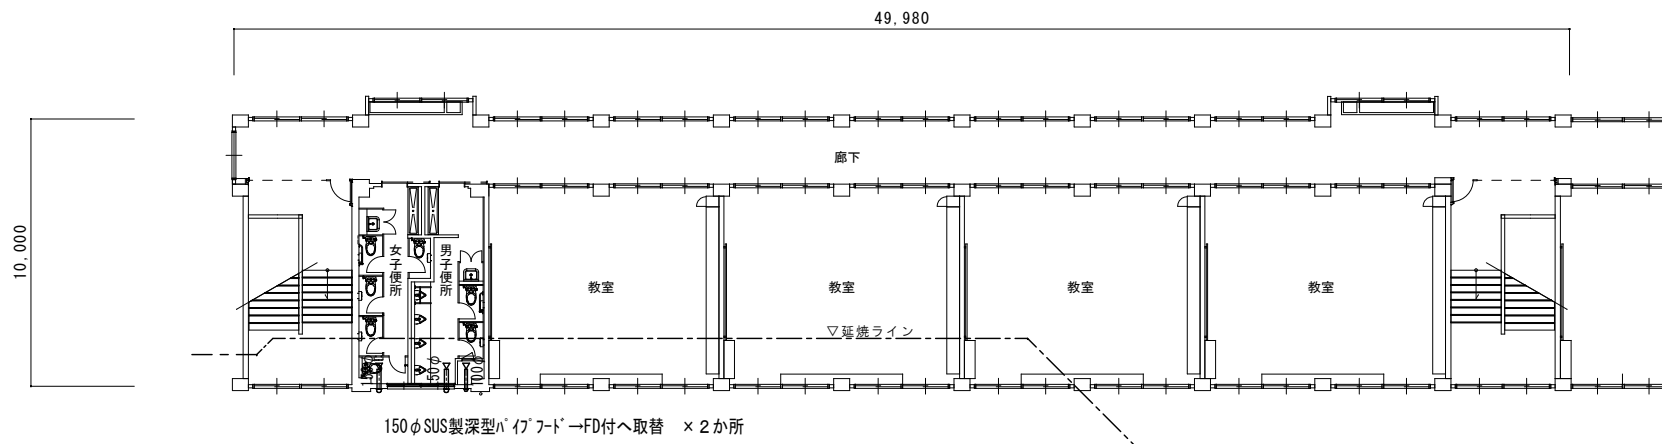 49,980
10,000
廊下
女子便所
男子便所
教室
教室
教室
教室
▽延焼ライン
150φSUS製深型ﾊﾟｲﾌﾟﾌｰﾄﾞ→FD付へ取替 ×２か所